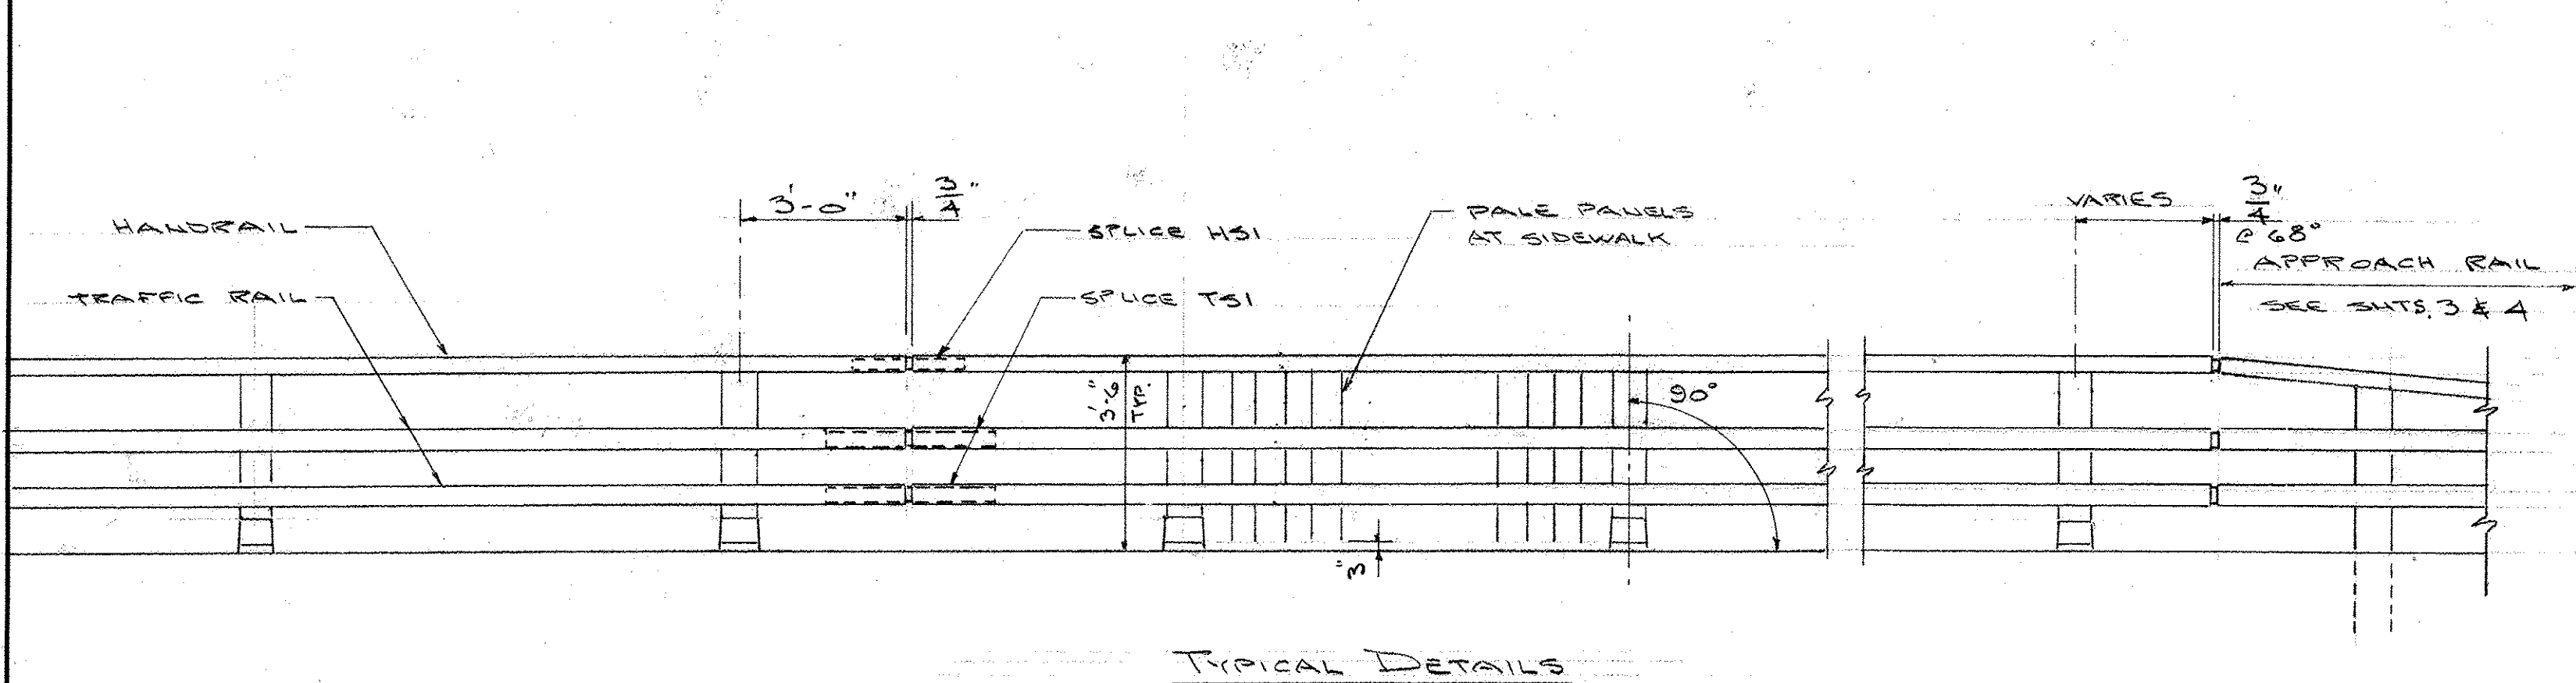 HANDRAIL
TRAFFIC RAIL
3'-0"
3/4"
SPLICE HS1
SPLICE TS1
PALE PANELS
AT SIDEWALK
VARIES
3/4"
@ 68°
APPROACH RAIL
SEE SHTS. 3 & 4
3'-6"
TYP.
90°
3"
TYPICAL DETAILS